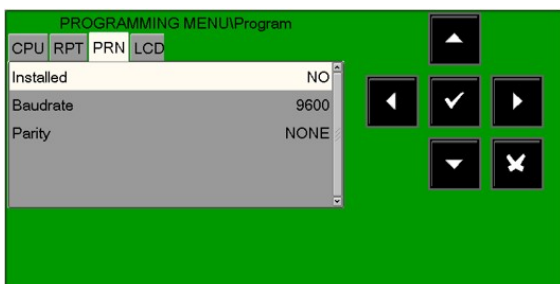 PROGRAMMING MENU\Program
CPU RPT PRN LCD
Installed NO
Baudrate 9600
Parity NONE